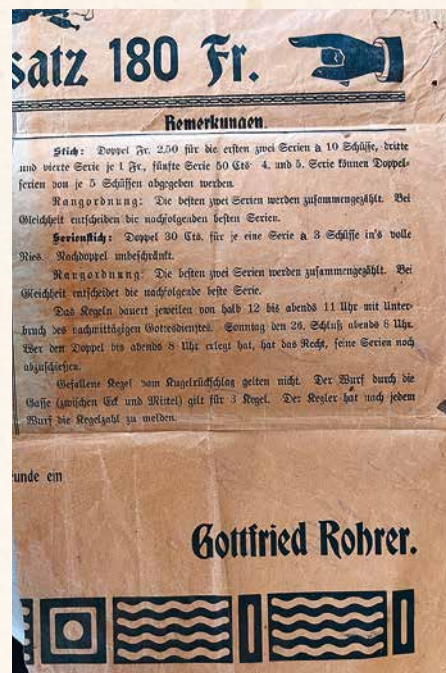 satz 180 Fr.
Bemerkungen.
Stich: Doppel Fr. 2.50 für die ersten zwei Serien à 10 Schüsse, dritte
und vierte Serie je 1 Fr., fünfte Serie 50 Cts. 4. und 5. Serie können Doppel-
serien von je 5 Schüssen abgegeben werden.
Rangordnung: Die besten zwei Serien werden zusammengezählt. Bei
Gleichheit entscheiden die nachfolgenden besten Serien.
Serienstich: Doppel 30 Cts. für je eine Serie à 3 Schüsse in's volle
Ries. Nachdoppel unbeschränkt.
Rangordnung: Die besten zwei Serien werden zusammengezählt. Bei
Gleichheit entscheidet die nachfolgende beste Serie.
Das Kegeln dauert jeweilen von halb 12 bis abends 11 Uhr mit Unter-
bruch des nachmittägigen Gottesdienstes. Sonntag den 26. Schluß abends 8 Uhr.
Wer den Doppel bis abends 8 Uhr erlegt hat, hat das Recht, seine Serien noch
abzuschießen.
Gefallene Kegel vom Kugelrückschlag gelten nicht. Der Wurf durch die
Gasse (zwischen Eck und Mittel) gilt für 3 Kegel. Der Kegler hat nach jedem
Wurf die Kegelzahl zu melden.
unde ein
Gottfried Rohrer.